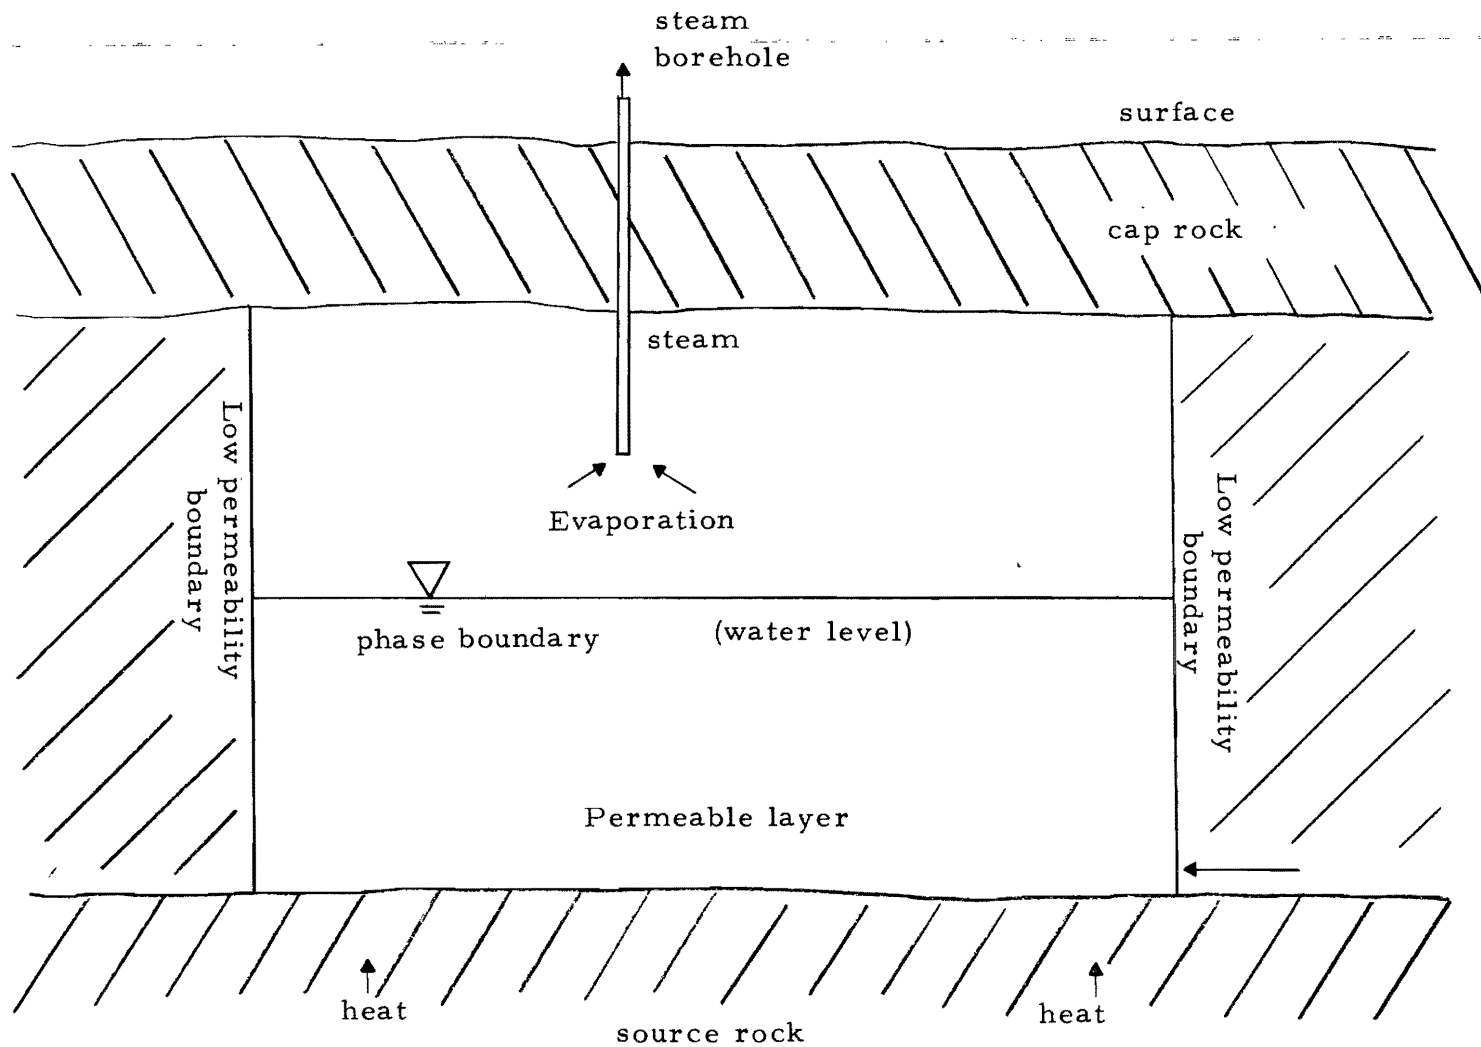 steam
borehole
surface
cap rock
steam
Low permeability
boundary
Evaporation
Low permeability
boundary
phase boundary
(water level)
Permeable layer
heat
heat
source rock